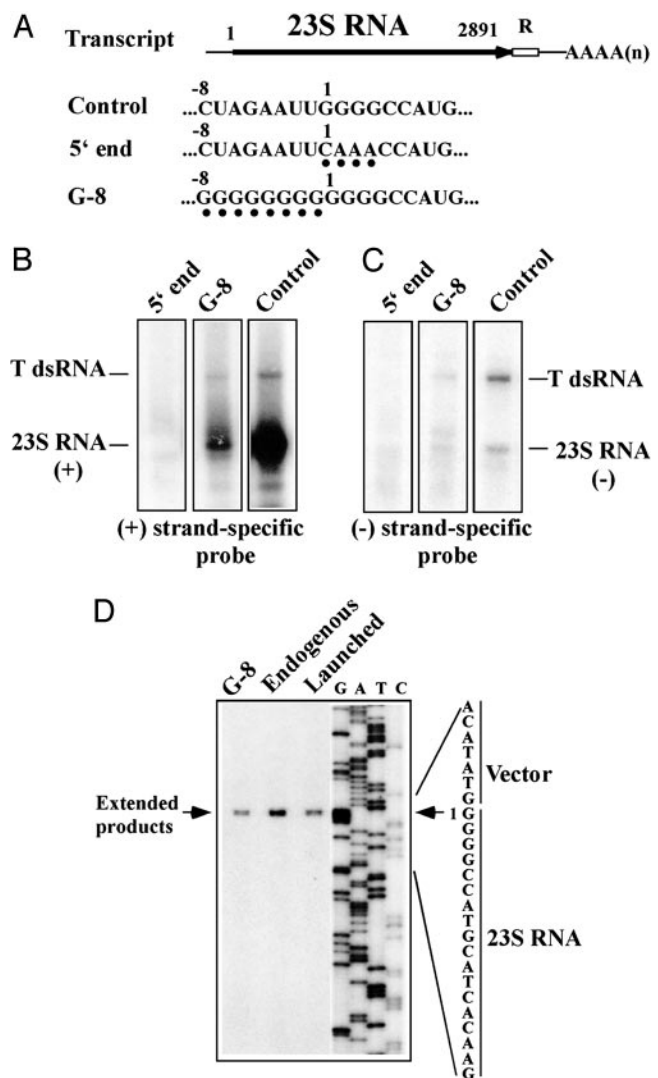 A
Transcript
1
23S RNA
2891
R
AAAA(n)
-8
1
Control
...CUAGAAUUGGGGCCAUG...
-8
1
5‘ end
...CUAGAAUUCAAACCAUG...
-8
1
G-8
...GGGGGGGGGGGGCCAUG...
B
5‘ end
G-8
Control
T dsRNA
23S RNA
(+)
(+) strand-specific
probe
C
5‘ end
G-8
Control
T dsRNA
23S RNA
(-)
(-) strand-specific
probe
D
G-8
Endogenous
Launched
G A T C
Extended
products
1
A
C
A
T
A
T
G
G
G
G
G
C
C
A
T
G
C
A
T
C
A
C
A
A
G
Vector
23S RNA